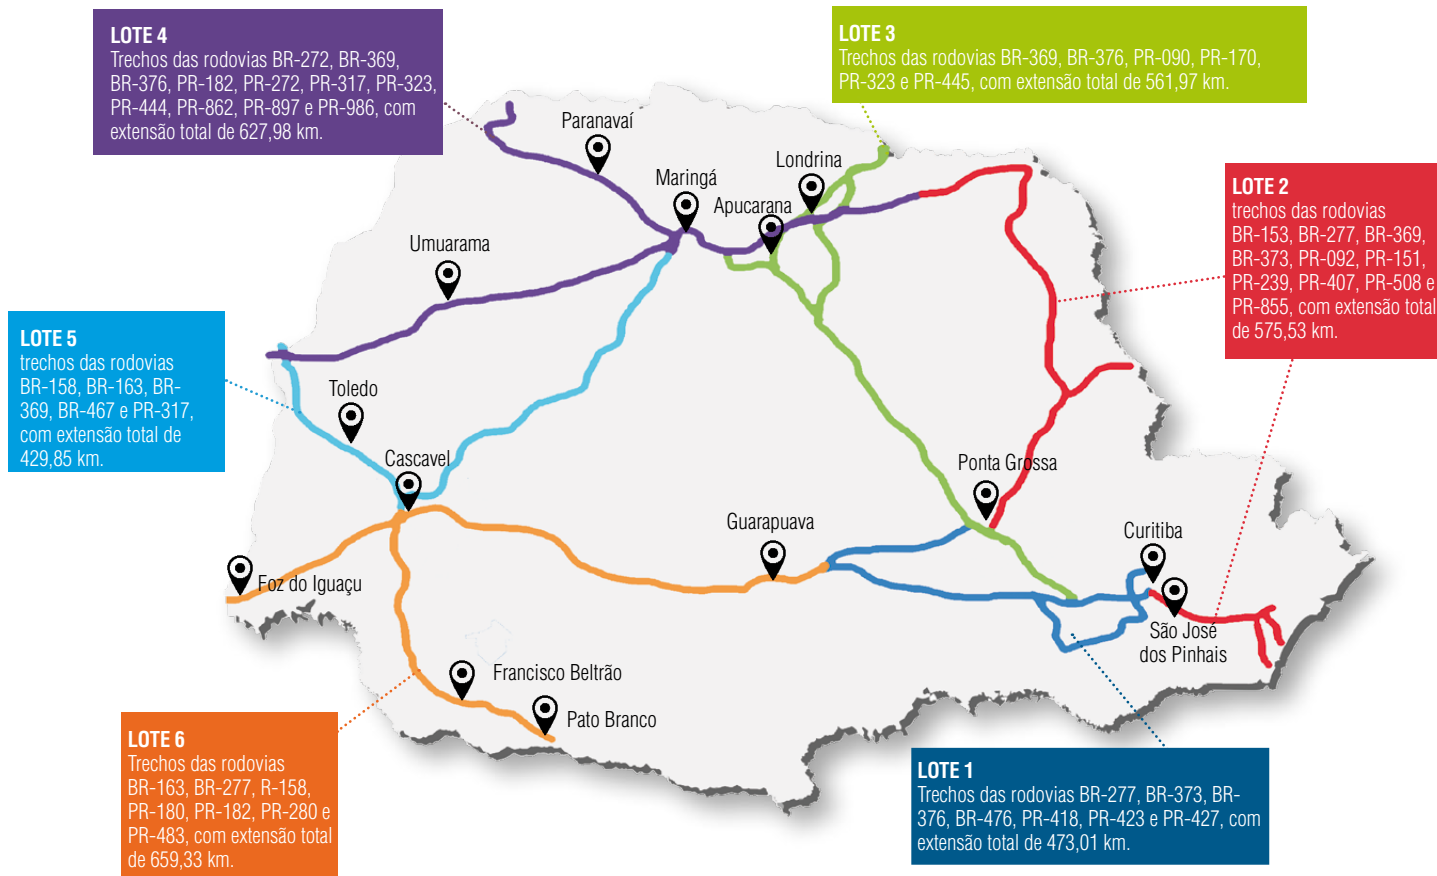 LOTE 4
Trechos das rodovias BR-272, BR-369,
BR-376, PR-182, PR-272, PR-317, PR-323,
PR-444, PR-862, PR-897 e PR-986, com
extensão total de 627,98 km.
LOTE 3
Trechos das rodovias BR-369, BR-376, PR-090, PR-170,
PR-323 e PR-445, com extensão total de 561,97 km.
Paranavaí
Londrina
Maringá
Apucarana
Umuarama
LOTE 2
trechos das rodovias
BR-153, BR-277, BR-369,
BR-373, PR-092, PR-151,
PR-239, PR-407, PR-508 e
PR-855, com extensão total
de 575,53 km.
LOTE 5
trechos das rodovias
BR-158, BR-163, BR-
369, BR-467 e PR-317,
com extensão total de
429,85 km.
Toledo
Cascavel
Ponta Grossa
Guarapuava
Curitiba
Foz do Iguaçu
São José
dos Pinhais
Francisco Beltrão
Pato Branco
LOTE 6
Trechos das rodovias
BR-163, BR-277, R-158,
PR-180, PR-182, PR-280 e
PR-483, com extensão total
de 659,33 km.
LOTE 1
Trechos das rodovias BR-277, BR-373, BR-
376, BR-476, PR-418, PR-423 e PR-427, com
extensão total de 473,01 km.